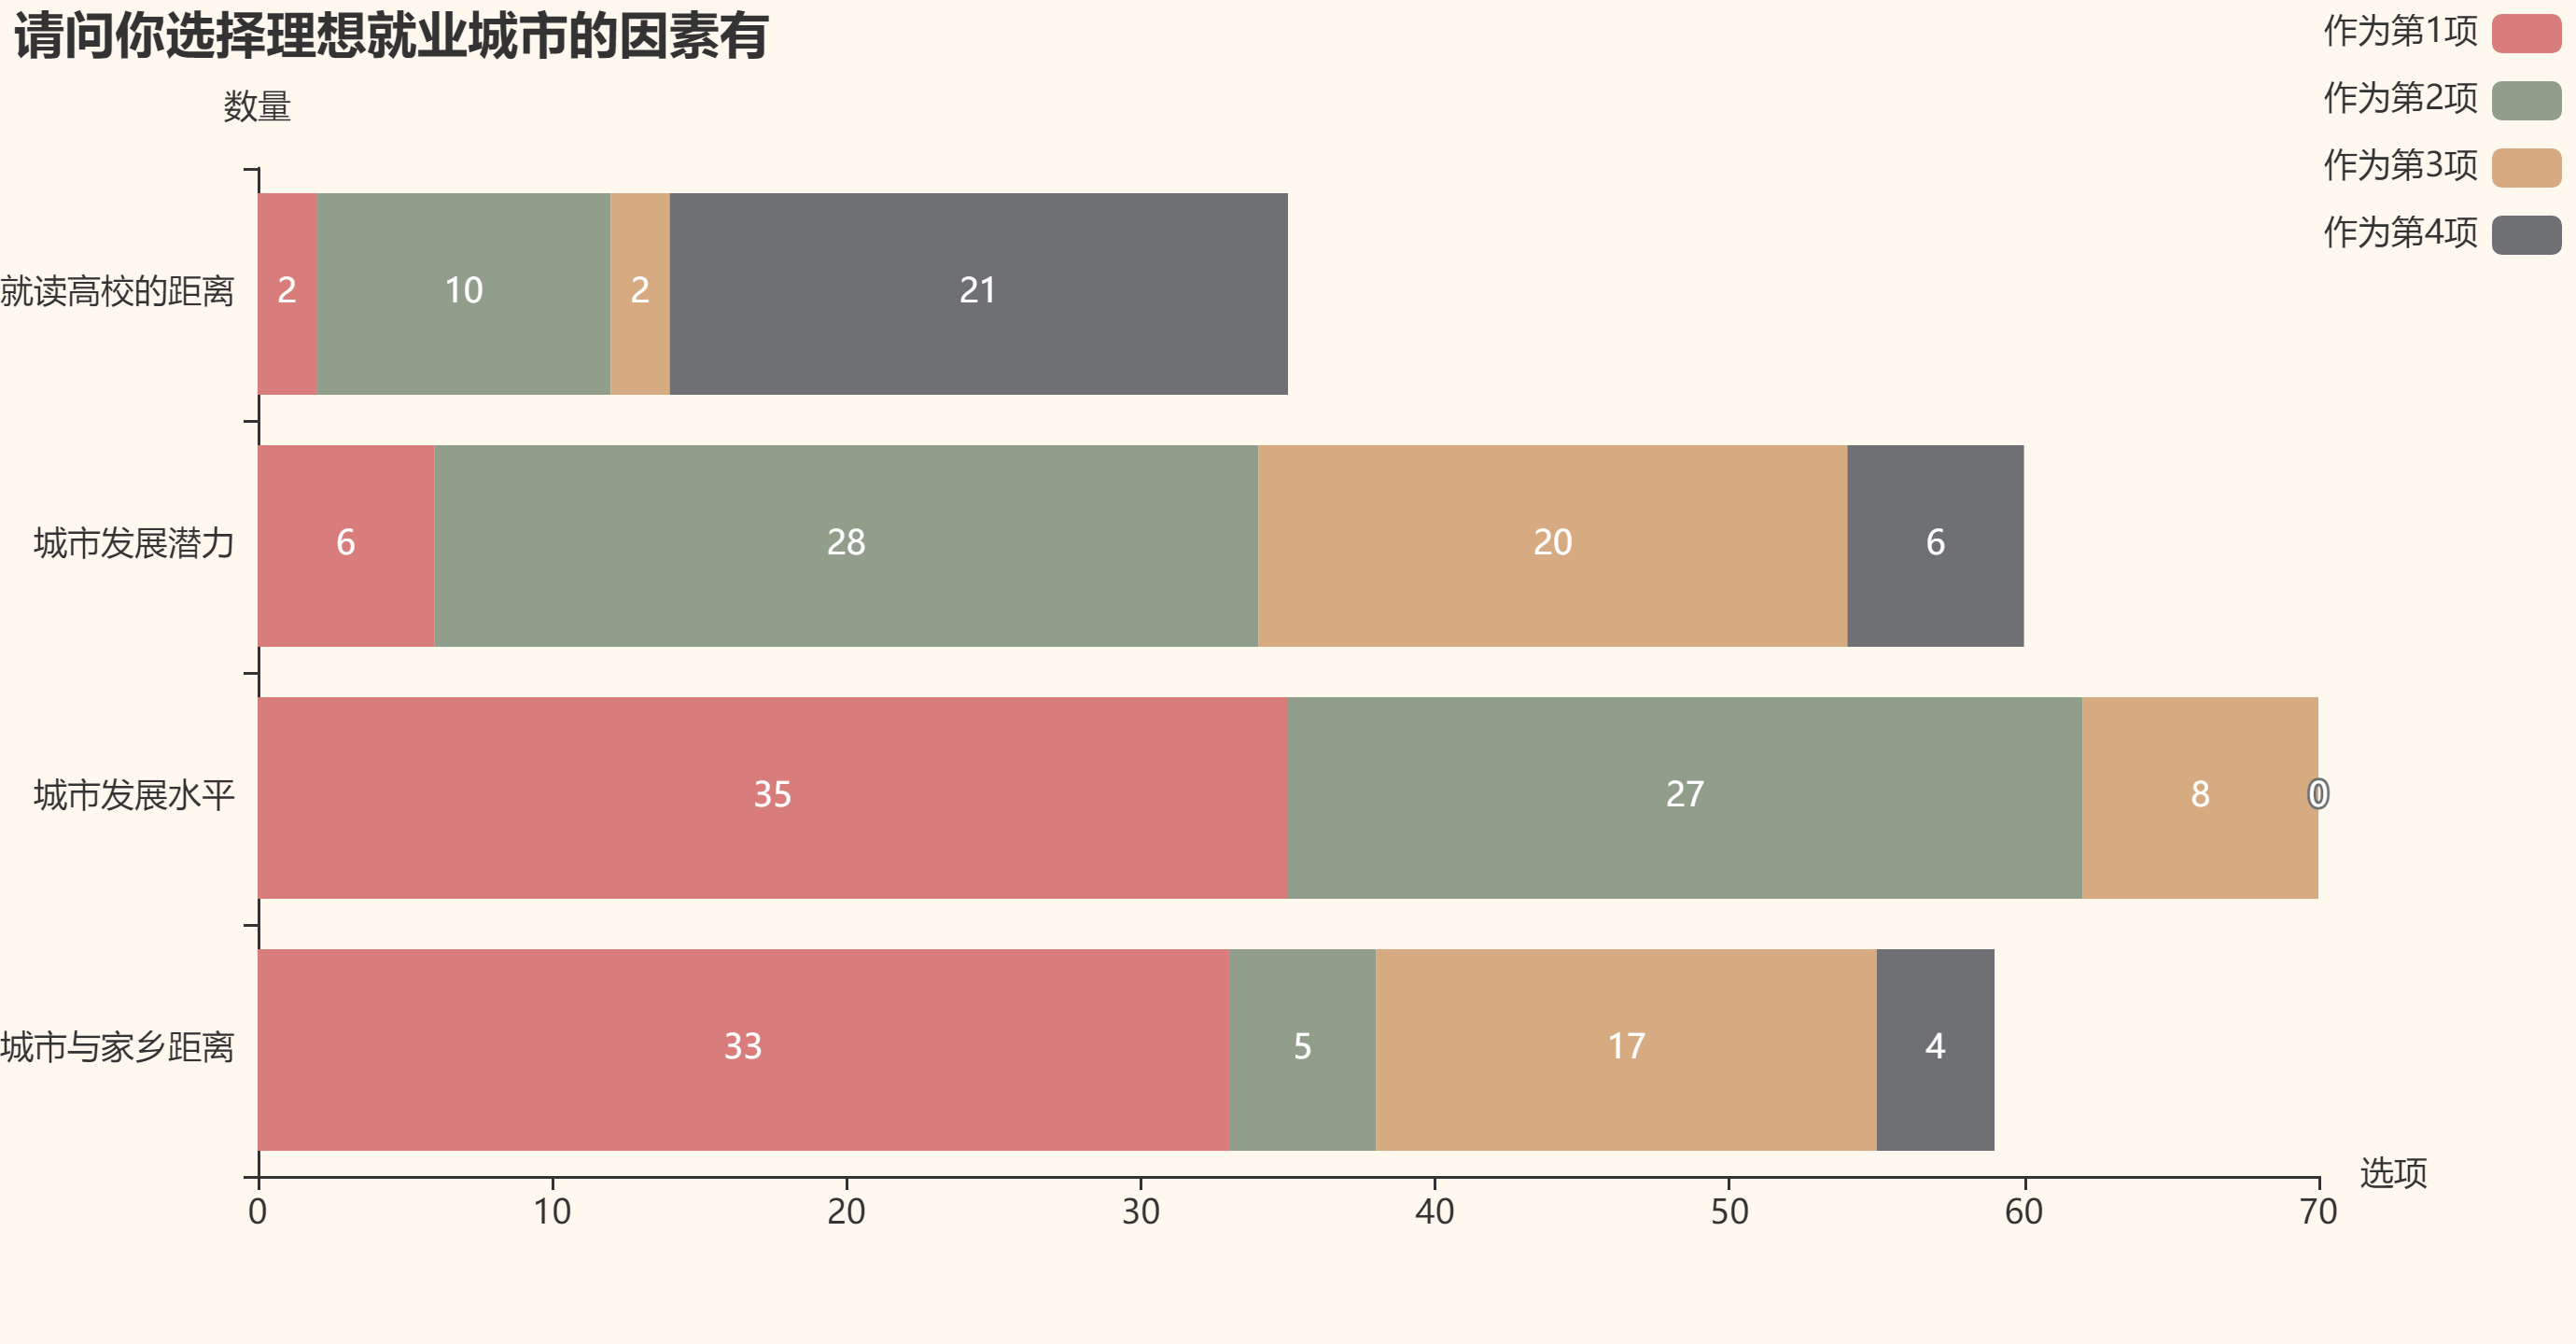 请问你选择理想就业城市的因素有
作为第1项
作为第2项
作为第3项
作为第4项
数量
就读高校的距离
2 10 2 21
城市发展潜力
6 28 20 6
城市发展水平
35 27 8 0
城市与家乡距离
33 5 17 4
选项
0 10 20 30 40 50 60 70